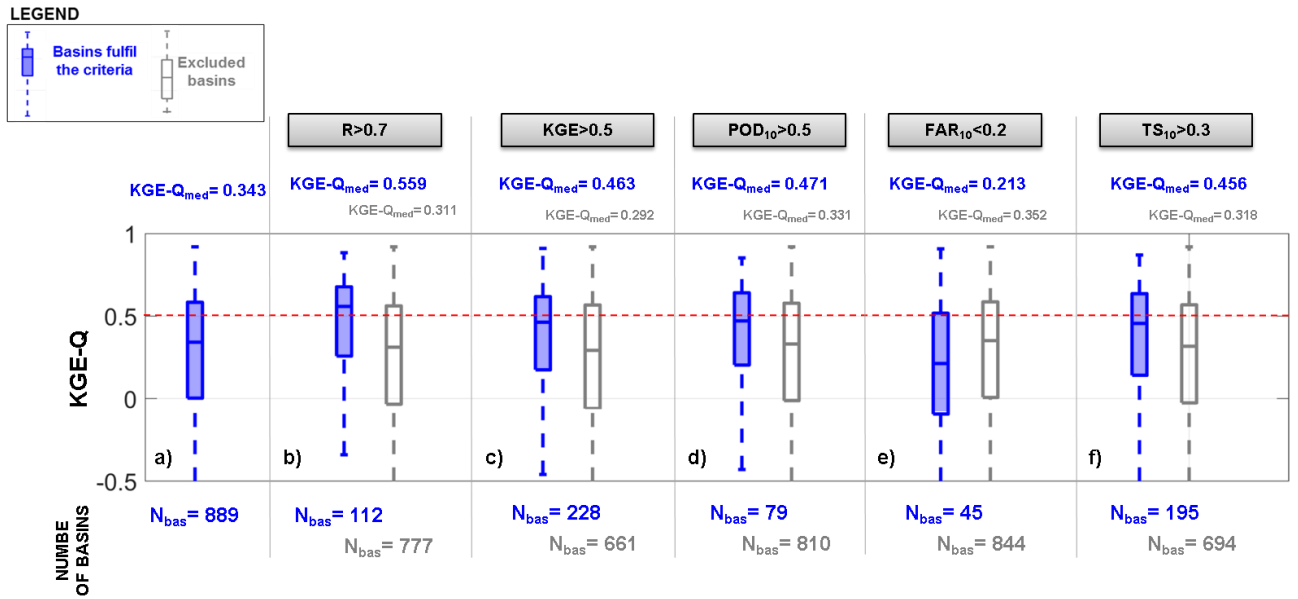 LEGEND
Basins fulfil
the criteria
Excluded
basins
R>0.7
KGE>0.5
POD10>0.5
FAR10<0.2
TS10>0.3
KGE-Qmed= 0.343
KGE-Qmed= 0.559
KGE-Qmed= 0.463
KGE-Qmed= 0.471
KGE-Qmed= 0.213
KGE-Qmed= 0.456
KGE-Qmed= 0.311
KGE-Qmed= 0.292
KGE-Qmed= 0.331
KGE-Qmed= 0.352
KGE-Qmed= 0.318
KGE-Q
1
0.5
0
-0.5
a)
b)
c)
d)
e)
f)
NUMBE
OF BASINS
Nbas= 889
Nbas= 112
Nbas= 228
Nbas= 79
Nbas= 45
Nbas= 195
Nbas= 777
Nbas= 661
Nbas= 810
Nbas= 844
Nbas= 694